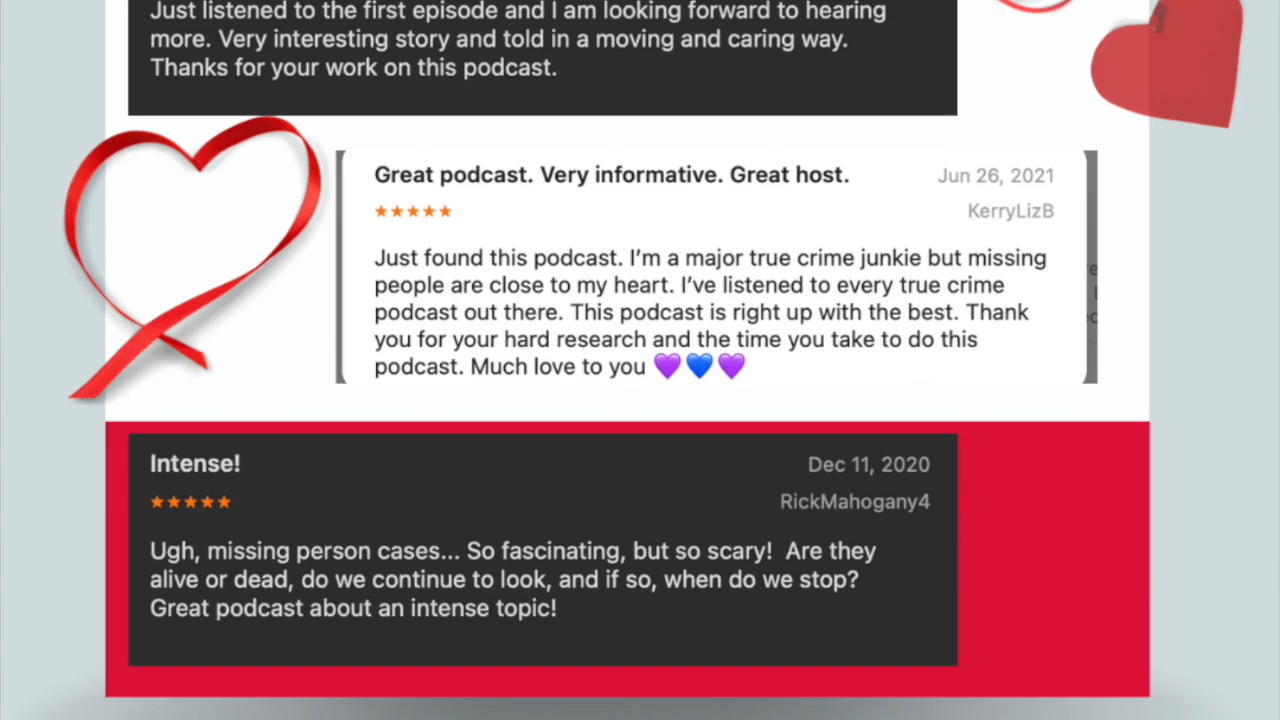 Just listened to the first episode and I am looking forward to hearing
more. Very interesting story and told in a moving and caring way.
Thanks for your work on this podcast.
Great podcast. Very informative. Great host.
Jun 26, 2021
★★★★★
KerryLizB
Just found this podcast. I’m a major true crime junkie but missing
people are close to my heart. I’ve listened to every true crime
podcast out there. This podcast is right up with the best. Thank
you for your hard research and the time you take to do this
podcast. Much love to you 💜💙💜
Intense!
Dec 11, 2020
★★★★★
RickMahogany4
Ugh, missing person cases... So fascinating, but so scary!  Are they
alive or dead, do we continue to look, and if so, when do we stop?
Great podcast about an intense topic!